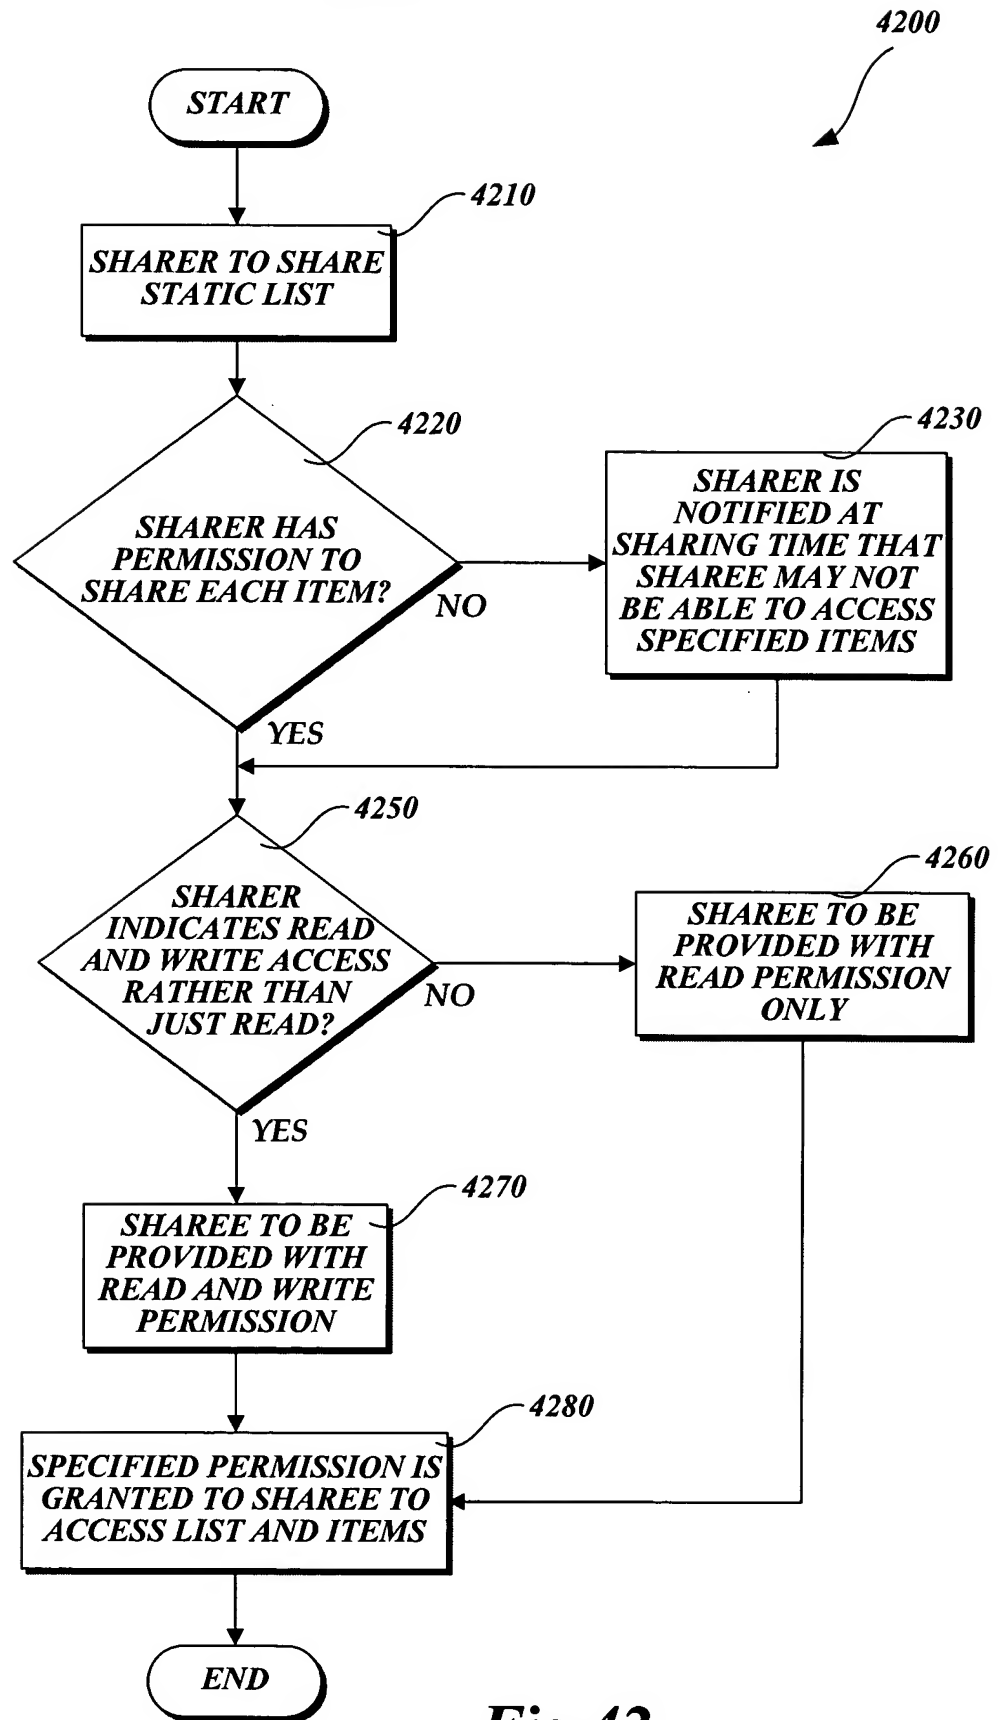 4200
START
4210
SHARER TO SHARE
STATIC LIST
4220
SHARER HAS
PERMISSION TO
SHARE EACH ITEM?
NO
YES
4230
SHARER IS
NOTIFIED AT
SHARING TIME THAT
SHAREE MAY NOT
BE ABLE TO ACCESS
SPECIFIED ITEMS
4250
SHARER
INDICATES READ
AND WRITE ACCESS
RATHER THAN
JUST READ?
NO
YES
4260
SHAREE TO BE
PROVIDED WITH
READ PERMISSION
ONLY
4270
SHAREE TO BE
PROVIDED WITH
READ AND WRITE
PERMISSION
4280
SPECIFIED PERMISSION IS
GRANTED TO SHAREE TO
ACCESS LIST AND ITEMS
END